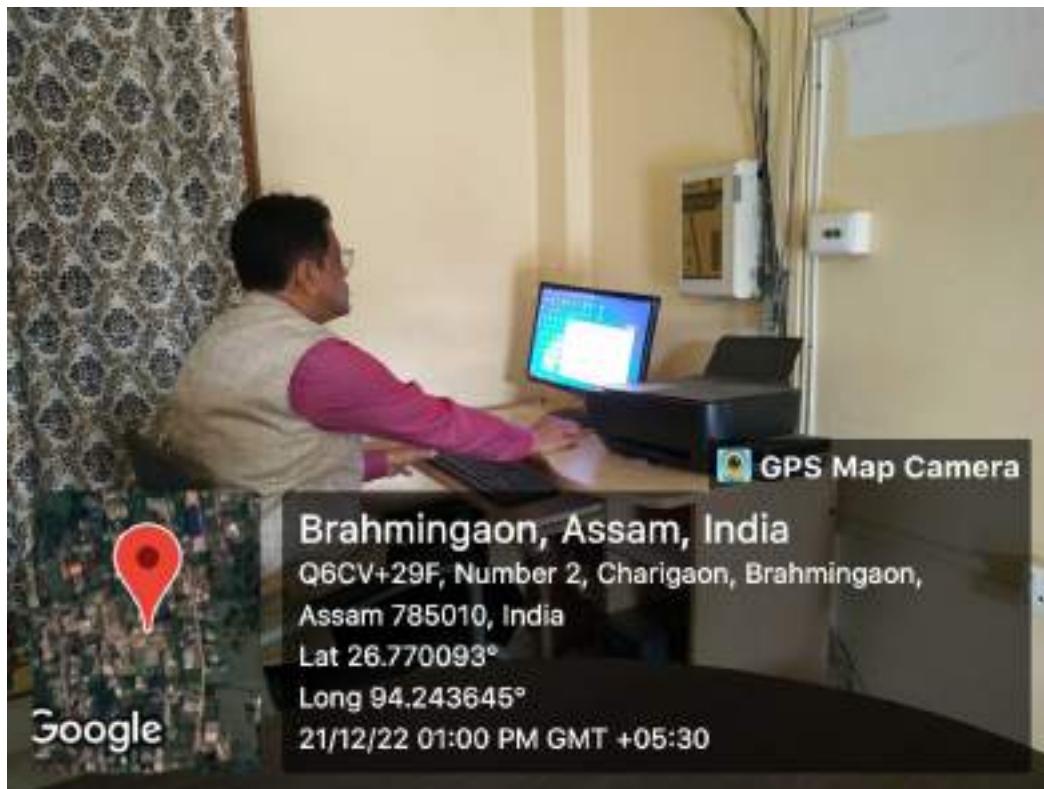 GPS Map Camera
Brahmingaon, Assam, India
Q6CV+29F, Number 2, Charigaon, Brahmingaon,
Assam 785010, India
Lat 26.770093°
Long 94.243645°
21/12/22 01:00 PM GMT +05:30
Google